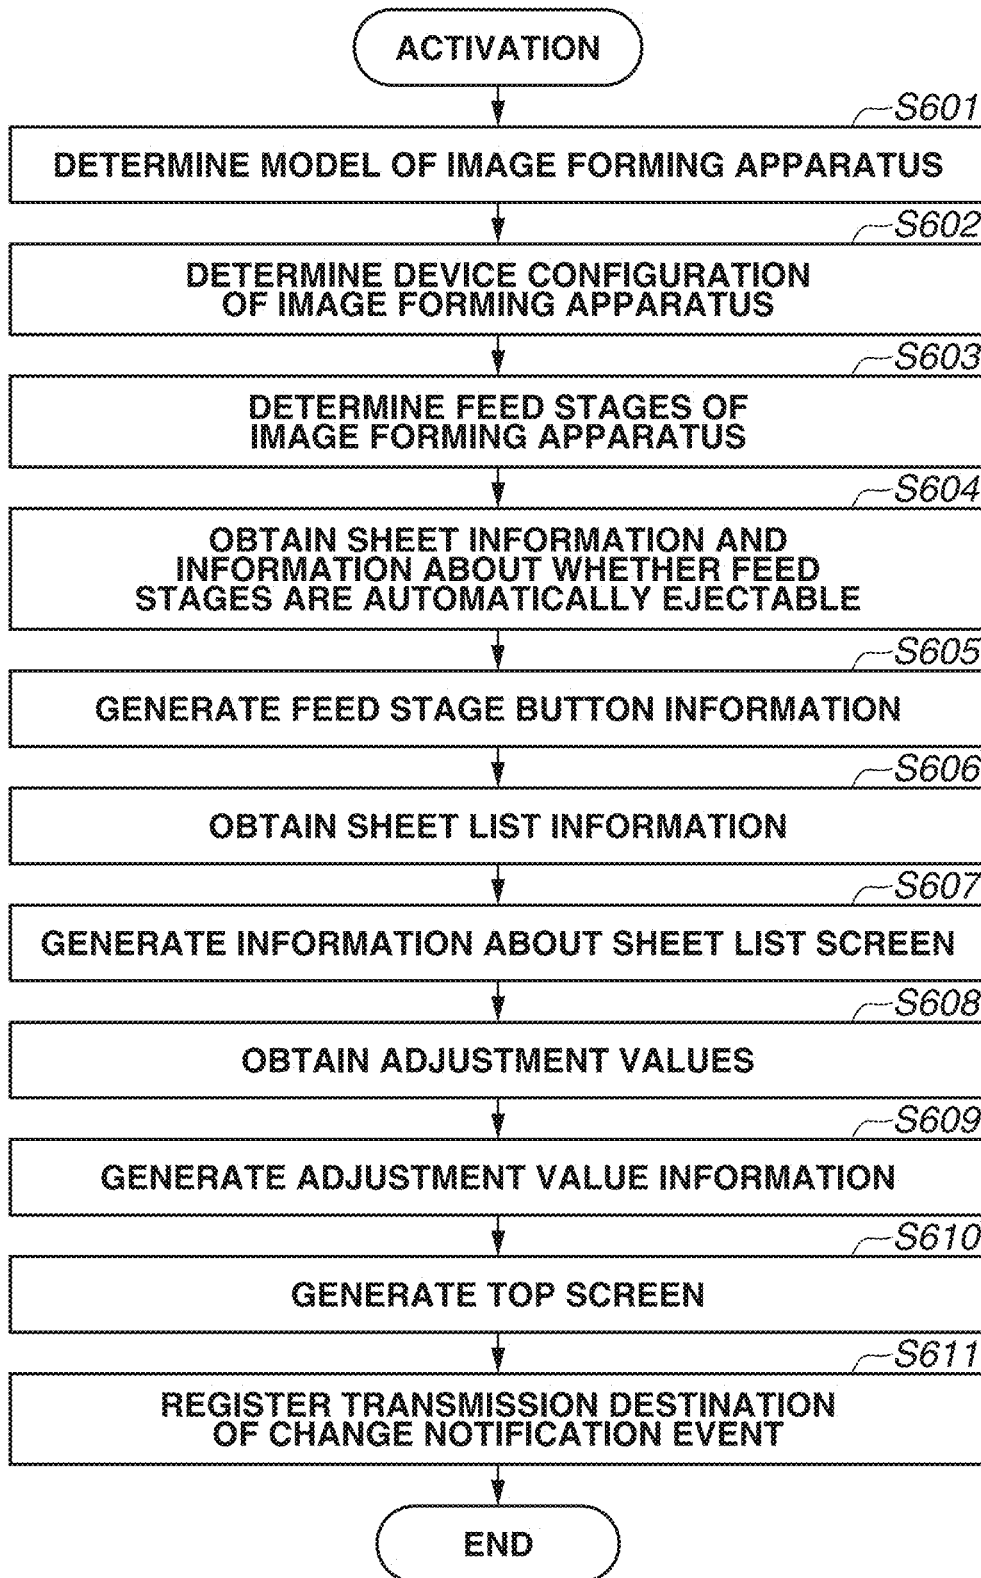 ACTIVATION
S601
DETERMINE MODEL OF IMAGE FORMING APPARATUS
S602
DETERMINE DEVICE CONFIGURATION
OF IMAGE FORMING APPARATUS
S603
DETERMINE FEED STAGES OF
IMAGE FORMING APPARATUS
S604
OBTAIN SHEET INFORMATION AND
INFORMATION ABOUT WHETHER FEED
STAGES ARE AUTOMATICALLY EJECTABLE
S605
GENERATE FEED STAGE BUTTON INFORMATION
S606
OBTAIN SHEET LIST INFORMATION
S607
GENERATE INFORMATION ABOUT SHEET LIST SCREEN
S608
OBTAIN ADJUSTMENT VALUES
S609
GENERATE ADJUSTMENT VALUE INFORMATION
S610
GENERATE TOP SCREEN
S611
REGISTER TRANSMISSION DESTINATION
OF CHANGE NOTIFICATION EVENT
END